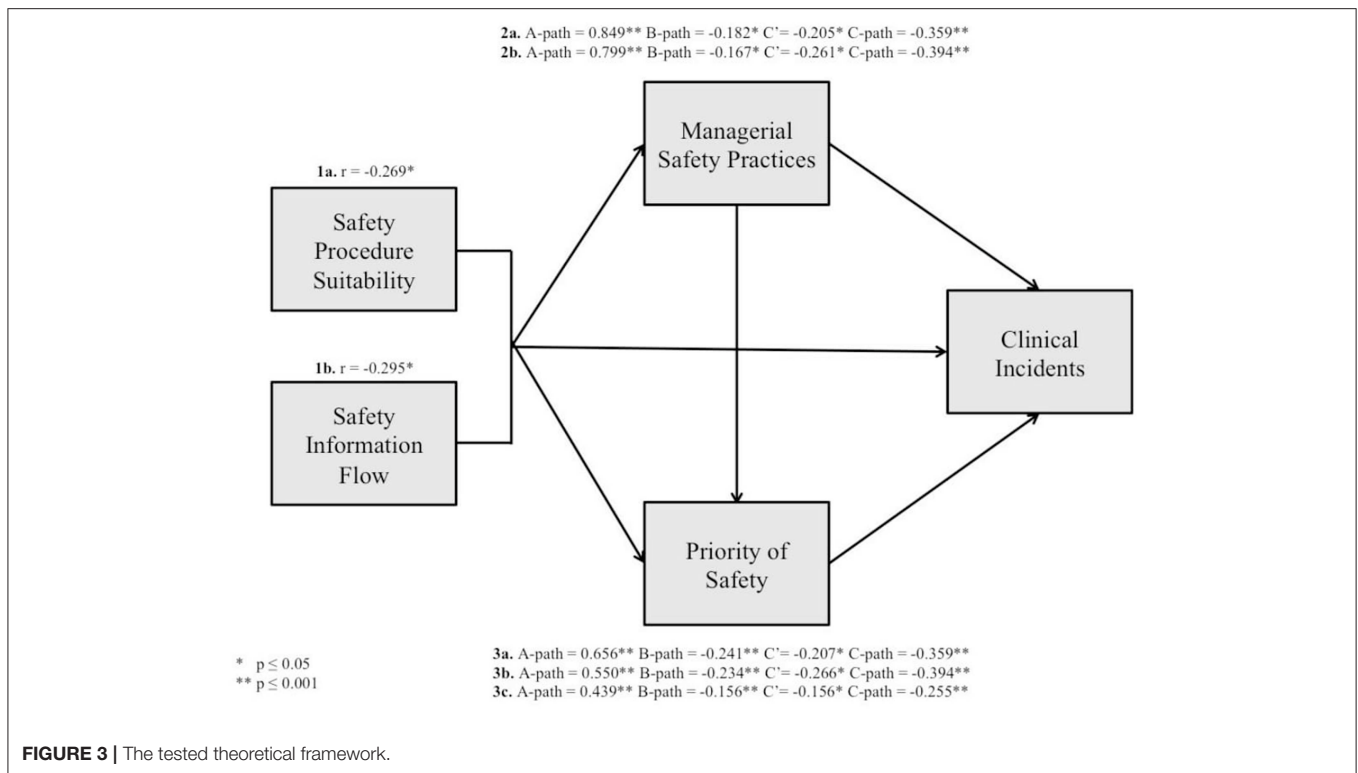 2a. A-path = 0.849** B-path = -0.182* C'= -0.205* C-path = -0.359**
2b. A-path = 0.799** B-path = -0.167* C'= -0.261* C-path = -0.394**
Managerial
Safety Practices
1a. r = -0.269*
Safety
Procedure
Suitability
1b. r = -0.295*
Safety
Information
Flow
Clinical
Incidents
Priority of
Safety
3a. A-path = 0.656** B-path = -0.241** C'= -0.207* C-path = -0.359**
3b. A-path = 0.550** B-path = -0.234** C'= -0.266* C-path = -0.394**
3c. A-path = 0.439** B-path = -0.156** C'= -0.156* C-path = -0.255**
* p ≤ 0.05
** p ≤ 0.001
FIGURE 3 | The tested theoretical framework.